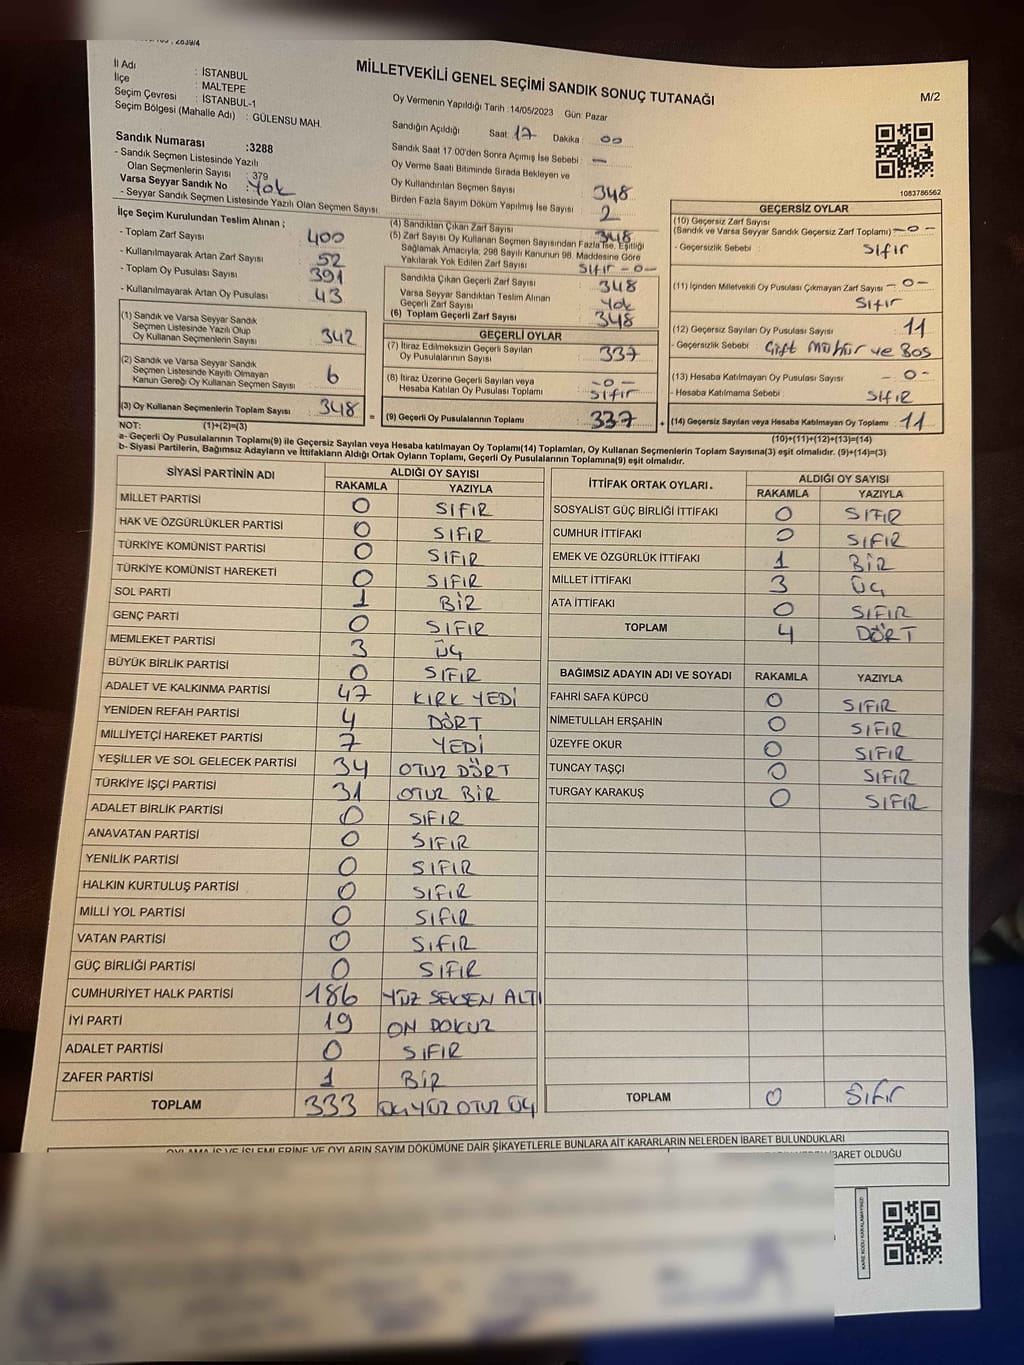 MİLLETVEKİLİ GENEL SEÇİMİ SANDIK SONUÇ TUTANAĞI
M/2
İl Adı : İSTANBUL
İlçe : MALTEPE
Seçim Çevresi : İSTANBUL-1
Seçim Bölgesi (Mahalle Adı) : GÜLENSU MAH.
Oy Vermenin Yapıldığı Tarih :14/05/2023 Gün: Pazar
Sandığın Açıldığı Saat: 17 Dakika: 00
Sandık Saat 17.00'den Sonra Açımış İse Sebebi : —
Oy Verme Saati Bitiminde Sırada Bekleyen ve
Oy Kullandırılan Seçmen Sayısı 348
Birden Fazla Sayım Döküm Yapılmış İse Sayısı 2
Sandık Numarası :3288
- Sandık Seçmen Listesinde Yazılı
Olan Seçmenlerin Sayısı : 379
Varsa Seyyar Sandık No : Yok
- Seyyar Sandık Seçmen Listesinde Yazılı Olan Seçmen Sayısı
İlçe Seçim Kurulundan Teslim Alınan ;
- Toplam Zarf Sayısı 400
- Kullanılmayarak Artan Zarf Sayısı 52
- Toplam Oy Pusulası Sayısı 391
- Kullanılmayarak Artan Oy Pusulası 43
(1) Sandık ve Varsa Seyyar Sandık
Seçmen Listesinde Yazılı Olup
Oy Kullanan Seçmenlerin Sayısı 342
(2) Sandık ve Varsa Seyyar Sandık
Seçmen Listesinde Kayıtlı Olmayan
Kanun Gereği Oy Kullanan Seçmen Sayısı 6
(3) Oy Kullanan Seçmenlerin Toplam Sayısı 348 =
(4) Sandıktan Çıkan Zarf Sayısı 348
(5) Zarf Sayısı Oy Kullanan Seçmen Sayısından Fazla İse, Eşitliği
Sağlamak Amacıyla, 298 Sayılı Kanunun 98. Maddesine Göre
Yakılarak Yok Edilen Zarf Sayısı SIFIR -0-
Sandıkta Çıkan Geçerli Zarf Sayısı 348
Varsa Seyyar Sandıktan Teslim Alınan
Geçerli Zarf Sayısı Yok
(6) Toplam Geçerli Zarf Sayısı 348
GEÇERLİ OYLAR
(7) İtiraz Edilmeksizin Geçerli Sayılan
Oy Pusulalarının Sayısı 337
(8) İtiraz Üzerine Geçerli Sayılan veya
Hesaba Katılan Oy Pusulası Toplamı -0- SIFIR
(9) Geçerli Oy Pusulalarının Toplamı 337 +
1083786562
GEÇERSİZ OYLAR
(10) Geçersiz Zarf Sayısı
(Sandık ve Varsa Seyyar Sandık Geçersiz Zarf Toplamı) -0-
- Geçersizlik Sebebi : SIFIR
(11) İçinden Milletvekili Oy Pusulası Çıkmayan Zarf Sayısı -0-
SIFIR
(12) Geçersiz Sayılan Oy Pusulası Sayısı 11
- Geçersizlik Sebebi : Çift Mühür ve Boş
(13) Hesaba Katılmayan Oy Pusulası Sayısı -0-
- Hesaba Katılmama Sebebi : SIFIR
(14) Geçersiz Sayılan veya Hesaba Katılmayan Oy Toplamı : 11
NOT: (1)+(2)=(3) (10)+(11)+(12)+(13)=(14)
a- Geçerli Oy Pusulalarının Toplamı(9) ile Geçersiz Sayılan veya Hesaba katılmayan Oy Toplamı(14) Toplamları, Oy Kullanan Seçmenlerin Toplam Sayısına(3) eşit olmalıdır. (9)+(14)=(3)
b- Siyasi Partilerin, Bağımsız Adayların ve İttifakların Aldığı Ortak Oyların Toplamı, Geçerli Oy Pusulalarının Toplamına(9) eşit olmalıdır.
SİYASİ PARTİNİN ADI ALDIĞI OY SAYISI
RAKAMLA YAZIYLA
MİLLET PARTİSİ 0 SIFIR
HAK VE ÖZGÜRLÜKLER PARTİSİ 0 SIFIR
TÜRKİYE KOMÜNİST PARTİSİ 0 SIFIR
TÜRKİYE KOMÜNİST HAREKETİ 0 SIFIR
SOL PARTİ 1 BİR
GENÇ PARTİ 0 SIFIR
MEMLEKET PARTİSİ 3 ÜÇ
BÜYÜK BİRLİK PARTİSİ 0 SIFIR
ADALET VE KALKINMA PARTİSİ 47 KIRK YEDİ
YENİDEN REFAH PARTİSİ 4 DÖRT
MİLLİYETÇİ HAREKET PARTİSİ 7 YEDİ
YEŞİLLER VE SOL GELECEK PARTİSİ 34 OTUZ DÖRT
TÜRKİYE İŞÇİ PARTİSİ 31 OTUZ BİR
ADALET BİRLİK PARTİSİ 0 SIFIR
ANAVATAN PARTİSİ 0 SIFIR
YENİLİK PARTİSİ 0 SIFIR
HALKIN KURTULUŞ PARTİSİ 0 SIFIR
MİLLİ YOL PARTİSİ 0 SIFIR
VATAN PARTİSİ 0 SIFIR
GÜÇ BİRLİĞİ PARTİSİ 0 SIFIR
CUMHURİYET HALK PARTİSİ 186 YÜZ SEKSEN ALTI
İYİ PARTİ 19 ON DOKUZ
ADALET PARTİSİ 0 SIFIR
ZAFER PARTİSİ 1 BİR
TOPLAM 333 ÜÇ YÜZ OTUZ ÜÇ
İTTİFAK ORTAK OYLARI. ALDIĞI OY SAYISI
RAKAMLA YAZIYLA
SOSYALİST GÜÇ BİRLİĞİ İTTİFAKI 0 SIFIR
CUMHUR İTTİFAKI 0 SIFIR
EMEK VE ÖZGÜRLÜK İTTİFAKI 1 BİR
MİLLET İTTİFAKI 3 ÜÇ
ATA İTTİFAKI 0 SIFIR
TOPLAM 4 DÖRT
BAĞIMSIZ ADAYIN ADI VE SOYADI RAKAMLA YAZIYLA
FAHRİ SAFA KÜPCÜ 0 SIFIR
NİMETULLAH ERŞAHİN 0 SIFIR
ÜZEYFE OKUR 0 SIFIR
TUNCAY TAŞÇI 0 SIFIR
TURGAY KARAKUŞ 0 SIFIR
TOPLAM 0 Sıfır
OYLAMA İŞ VE İŞLEMLERİNE VE OYLARIN SAYIM DÖKÜMÜNE DAİR ŞİKAYETLERLE BUNLARA AİT KARARLARIN NELERDEN İBARET BULUNDUKLARI
İBARET OLDUĞU
KARE KODU KARALAMAYINIZ!